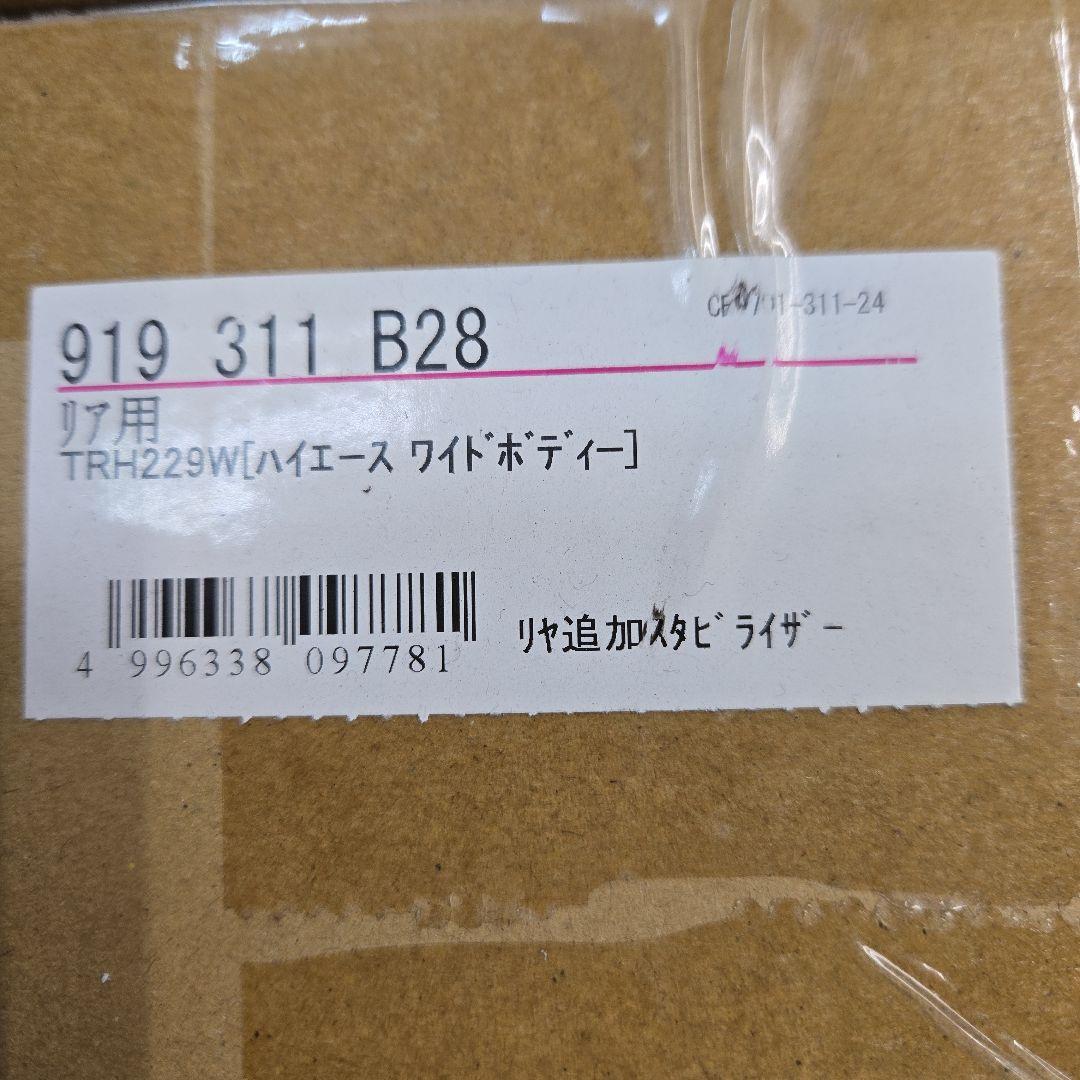 919 311 B28
リア用
TRH229W[ハイエース ワイドボディー]
4 996338 097781
リヤ追加スタビライザー